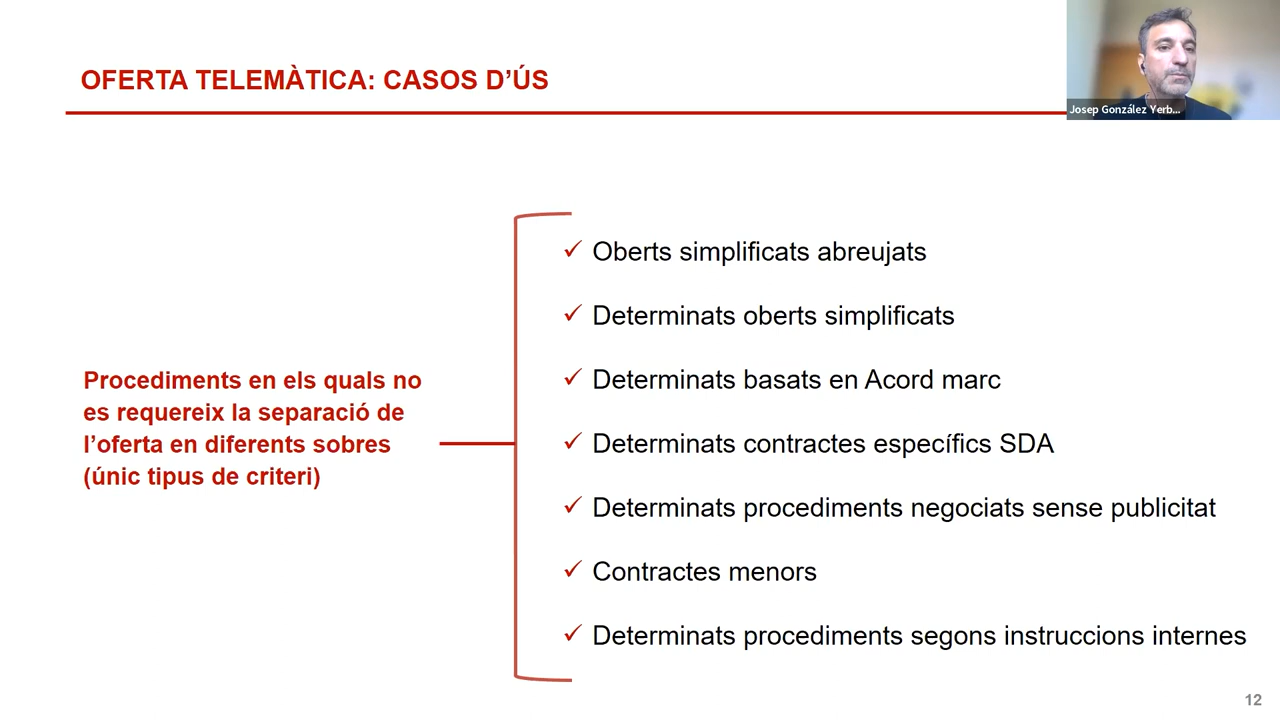 OFERTA TELEMÀTICA: CASOS D’ÚS
Josep González Yerb...
Procediments en els quals no
es requereix la separació de
l’oferta en diferents sobres
(únic tipus de criteri)
✓ Oberts simplificats abreujats
✓ Determinats oberts simplificats
✓ Determinats basats en Acord marc
✓ Determinats contractes específics SDA
✓ Determinats procediments negociats sense publicitat
✓ Contractes menors
✓ Determinats procediments segons instruccions internes
12